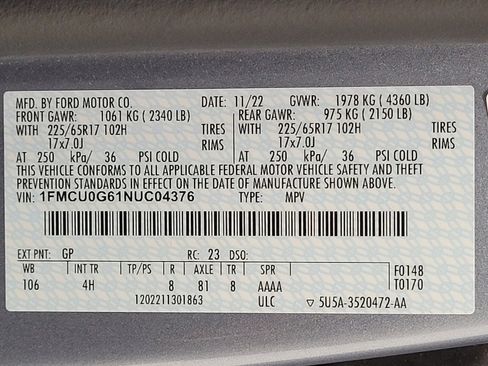 MFD. BY FORD MOTOR CO. DATE: 11/22 GVWR: 1978 KG ( 4360 LB)
FRONT GAWR: 1061 KG ( 2340 LB) REAR GAWR: 975 KG ( 2150 LB)
WITH 225/65R17 102H TIRES WITH 225/65R17 102H TIRES
17x7.0J RIMS 17x7.0J RIMS
AT 250 kPa/ 36 PSI COLD AT 250 kPa/ 36 PSI COLD
THIS VEHICLE CONFORMS TO ALL APPLICABLE FEDERAL MOTOR VEHICLE SAFETY AND THEFT
PREVENTION STANDARDS IN EFFECT ON THE DATE OF MANUFACTURE SHOWN ABOVE.
VIN: 1FMCU0G61NUC04376 TYPE: MPV
EXT PNT: GP RC: 23 DSO:
WB INT TR TP/PS R AXLE TR SPR F0148
106 4H 8 81 8 AAAA T0170
1202211301863 ULC ▽ 5U5A-3520472-AA